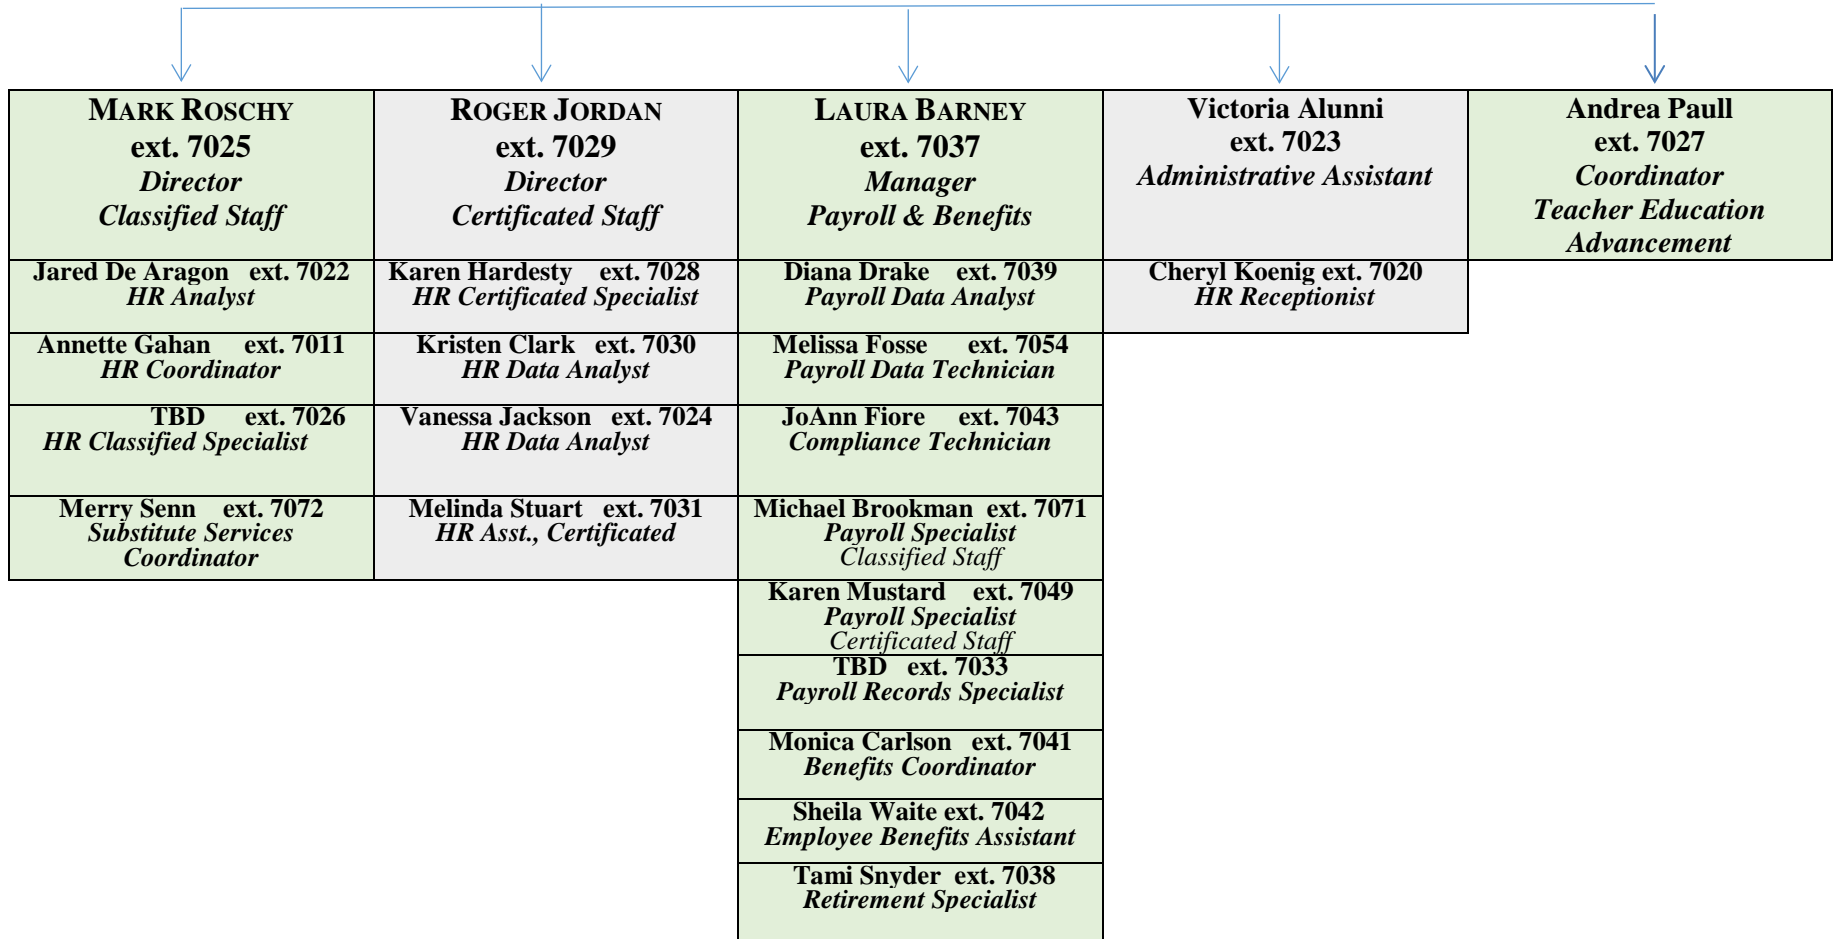 MARK ROSCHY
ext. 7025
Director
Classified Staff
Jared De Aragon ext. 7022
HR Analyst
Annette Gahan ext. 7011
HR Coordinator
TBD ext. 7026
HR Classified Specialist
Merry Senn ext. 7072
Substitute Services
Coordinator
ROGER JORDAN
ext. 7029
Director
Certificated Staff
Karen Hardesty ext. 7028
HR Certificated Specialist
Kristen Clark ext. 7030
HR Data Analyst
Vanessa Jackson ext. 7024
HR Data Analyst
Melinda Stuart ext. 7031
HR Asst., Certificated
LAURA BARNEY
ext. 7037
Manager
Payroll & Benefits
Diana Drake ext. 7039
Payroll Data Analyst
Melissa Fosse ext. 7054
Payroll Data Technician
JoAnn Fiore ext. 7043
Compliance Technician
Michael Brookman ext. 7071
Payroll Specialist
Classified Staff
Karen Mustard ext. 7049
Payroll Specialist
Certificated Staff
TBD ext. 7033
Payroll Records Specialist
Monica Carlson ext. 7041
Benefits Coordinator
Sheila Waite ext. 7042
Employee Benefits Assistant
Tami Snyder ext. 7038
Retirement Specialist
Victoria Alunni
ext. 7023
Administrative Assistant
Cheryl Koenig ext. 7020
HR Receptionist
Andrea Paull
ext. 7027
Coordinator
Teacher Education
Advancement